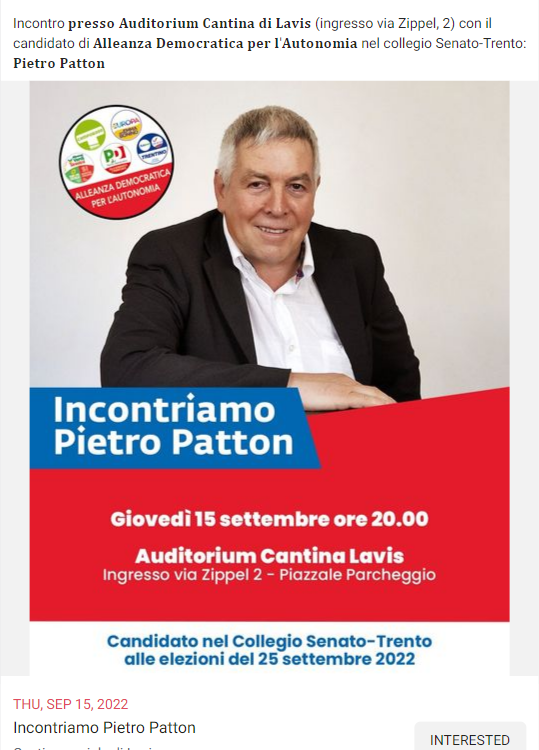 Incontro presso Auditorium Cantina di Lavis (ingresso via Zippel, 2) con il
candidato di Alleanza Democratica per l'Autonomia nel collegio Senato-Trento:
Pietro Patton
EUROPA
PD
TRENTINO
ALLEANZA DEMOCRATICA
PER L'AUTONOMIA
Incontriamo
Pietro Patton
Giovedì 15 settembre ore 20.00
Auditorium Cantina Lavis
Ingresso via Zippel 2 - Piazzale Parcheggio
Candidato nel Collegio Senato-Trento
alle elezioni del 25 settembre 2022
THU, SEP 15, 2022
Incontriamo Pietro Patton
INTERESTED